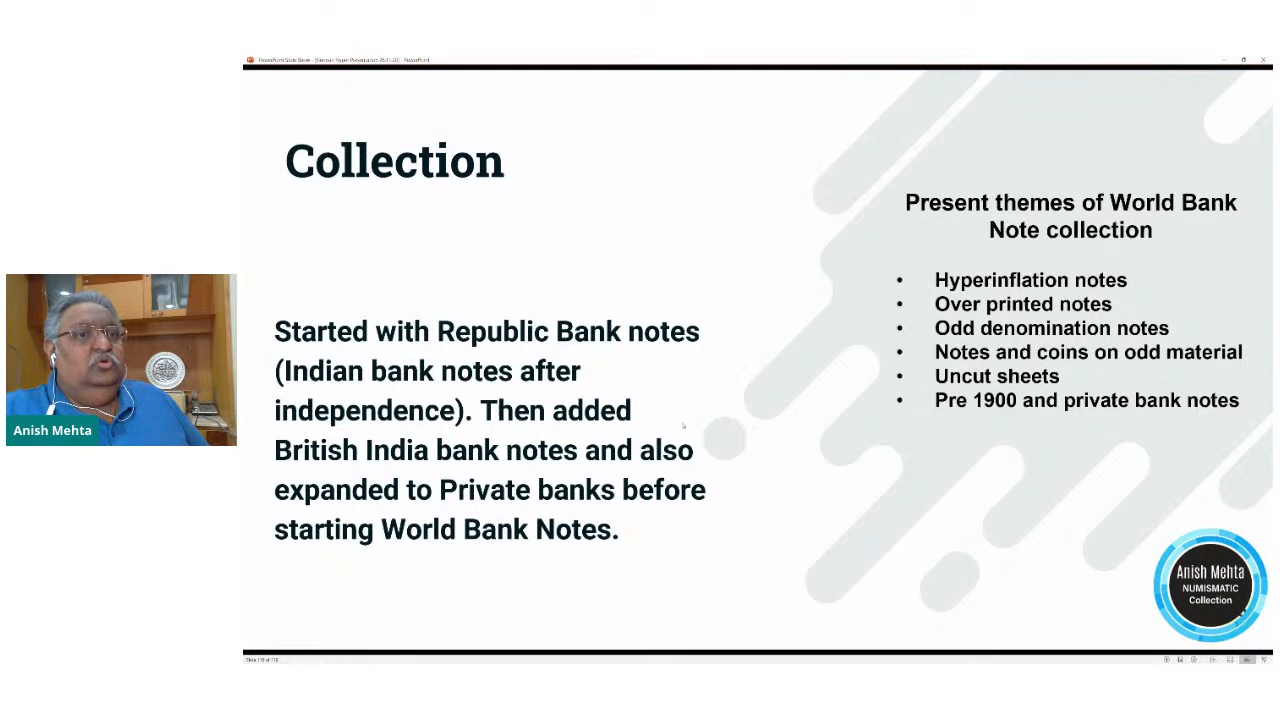 Collection
Started with Republic Bank notes
(Indian bank notes after
independence). Then added
British India bank notes and also
expanded to Private banks before
starting World Bank Notes.
Present themes of World Bank
Note collection
• Hyperinflation notes
• Over printed notes
• Odd denomination notes
• Notes and coins on odd material
• Uncut sheets
• Pre 1900 and private bank notes
Anish Mehta
Anish Mehta
NUMISMATIC
Collection